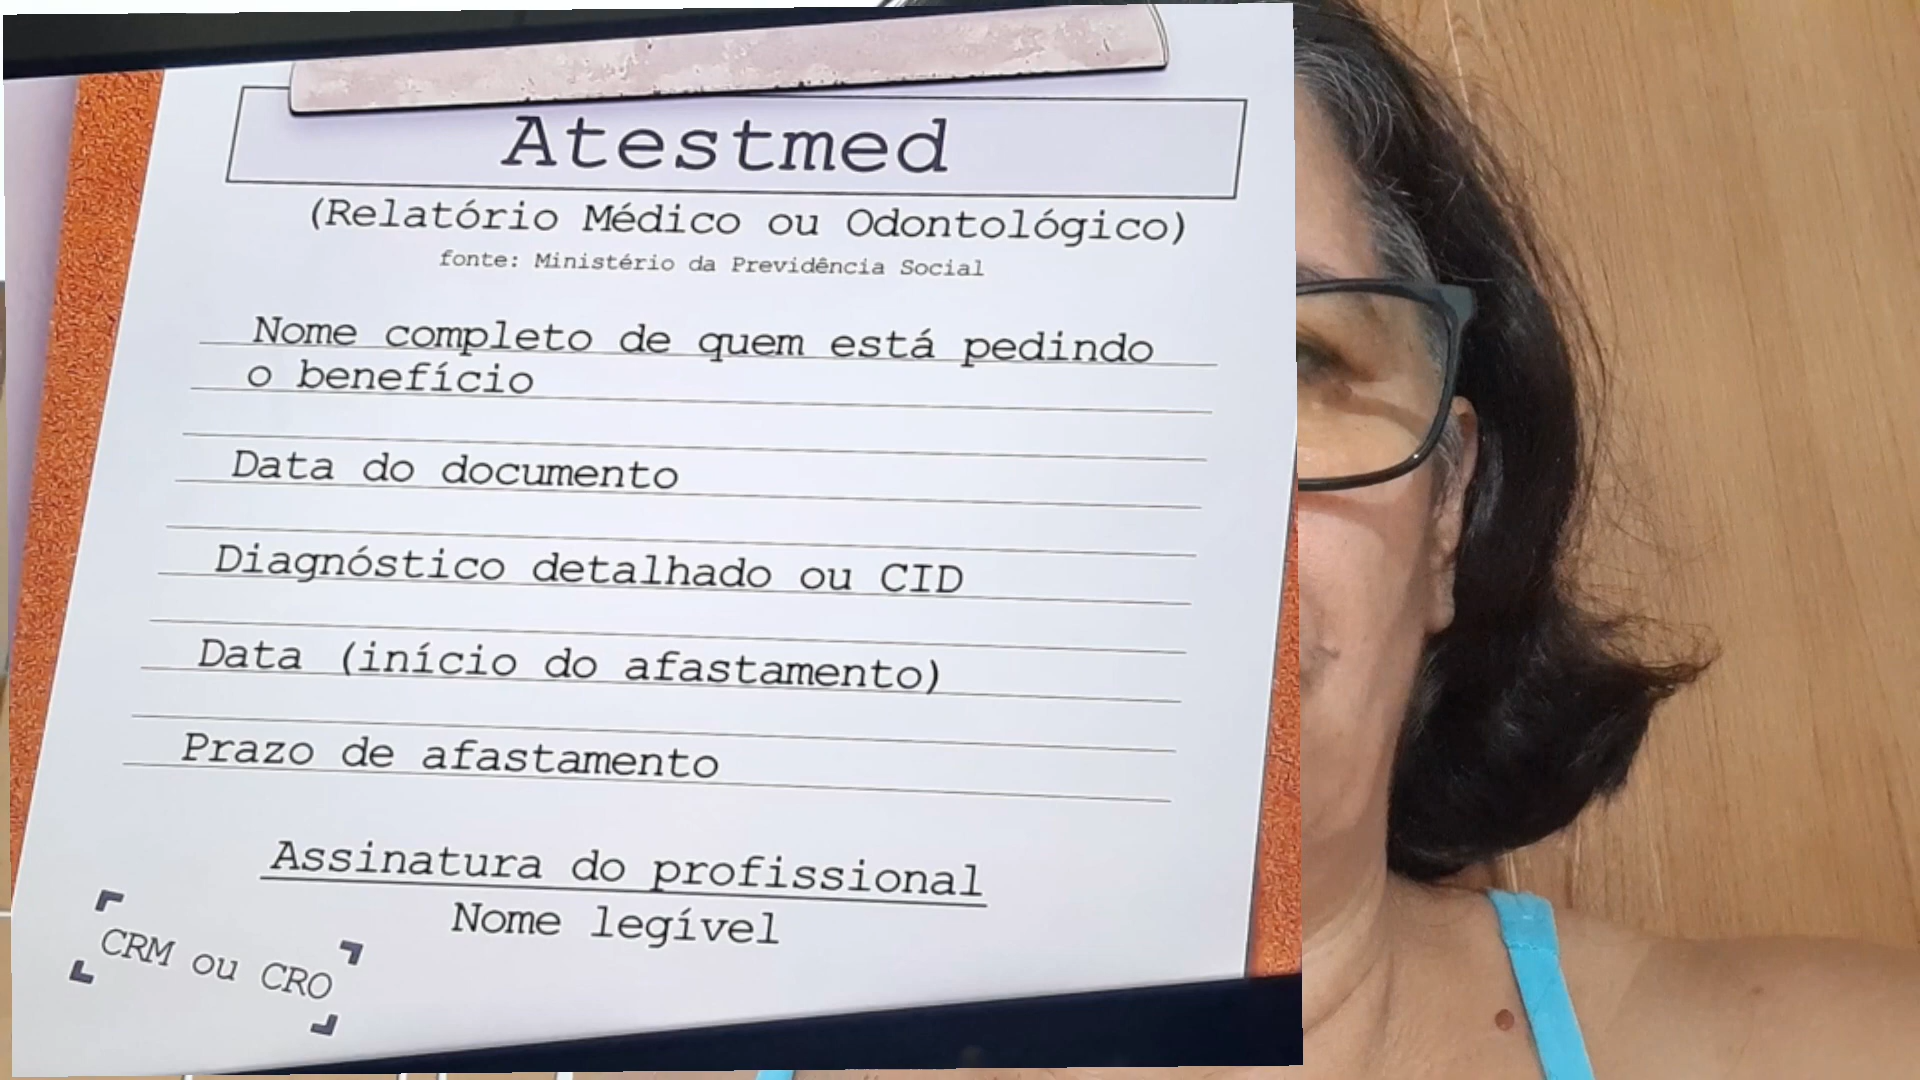 Atestmed
(Relatório Médico ou Odontológico)
fonte: Ministério da Previdência Social
Nome completo de quem está pedindo
o benefício
Data do documento
Diagnóstico detalhado ou CID
Data (início do afastamento)
Prazo de afastamento
Assinatura do profissional
Nome legível
CRM ou CRO